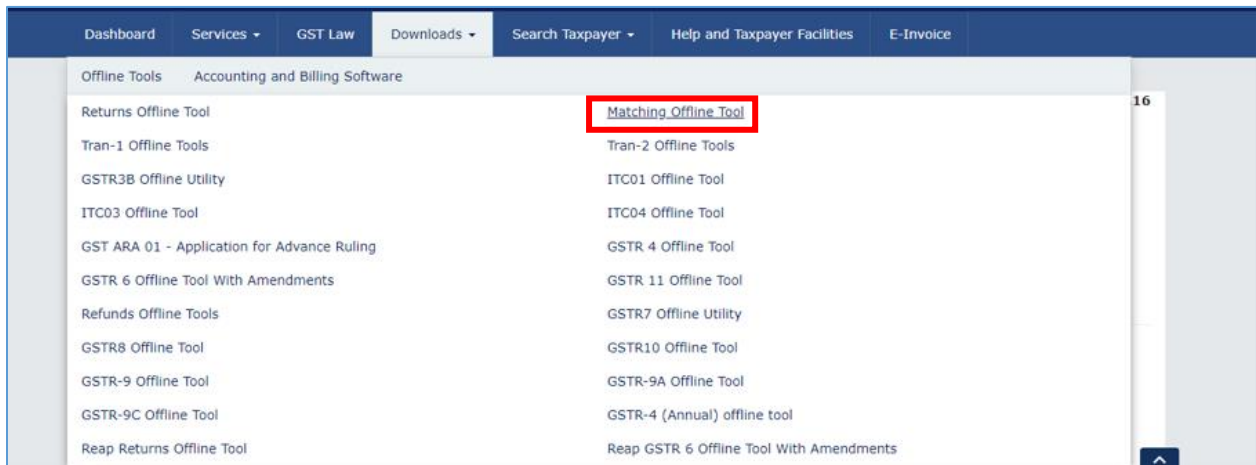 Dashboard Services GST Law Downloads Search Taxpayer Help and Taxpayer Facilities E-Invoice
Offline Tools Accounting and Billing Software
16
Returns Offline Tool Matching Offline Tool
Tran-1 Offline Tools Tran-2 Offline Tools
GSTR3B Offline Utility ITC01 Offline Tool
ITC03 Offline Tool ITC04 Offline Tool
GST ARA 01 - Application for Advance Ruling GSTR 4 Offline Tool
GSTR 6 Offline Tool With Amendments GSTR 11 Offline Tool
Refunds Offline Tools GSTR7 Offline Utility
GSTR8 Offline Tool GSTR10 Offline Tool
GSTR-9 Offline Tool GSTR-9A Offline Tool
GSTR-9C Offline Tool GSTR-4 (Annual) offline tool
Reap Returns Offline Tool Reap GSTR 6 Offline Tool With Amendments